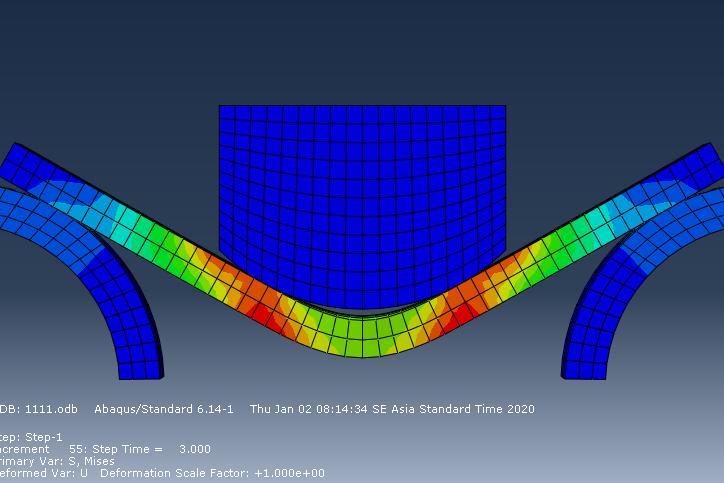 DB: 1111.odb Abaqus/Standard 6.14-1 Thu Jan 02 08:14:34 SE Asia Standard Time 2020
tep: Step-1
ncrement 55: Step Time = 3.000
rimary Var: S, Mises
eformed Var: U Deformation Scale Factor: +1.000e+00